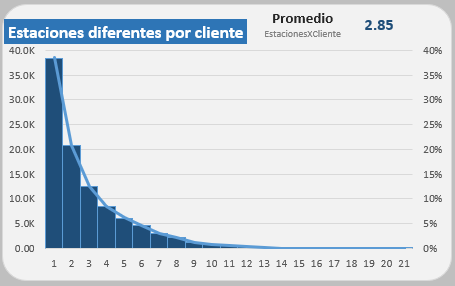 Estaciones diferentes por cliente
Promedio
EstacionesXCliente
2.85
40.0K 40%
35.0K 35%
30.0K 30%
25.0K 25%
20.0K 20%
15.0K 15%
10.0K 10%
5.0K 5%
0.00 0%
1 2 3 4 5 6 7 8 9 10 11 12 13 14 15 16 17 18 19 20 21